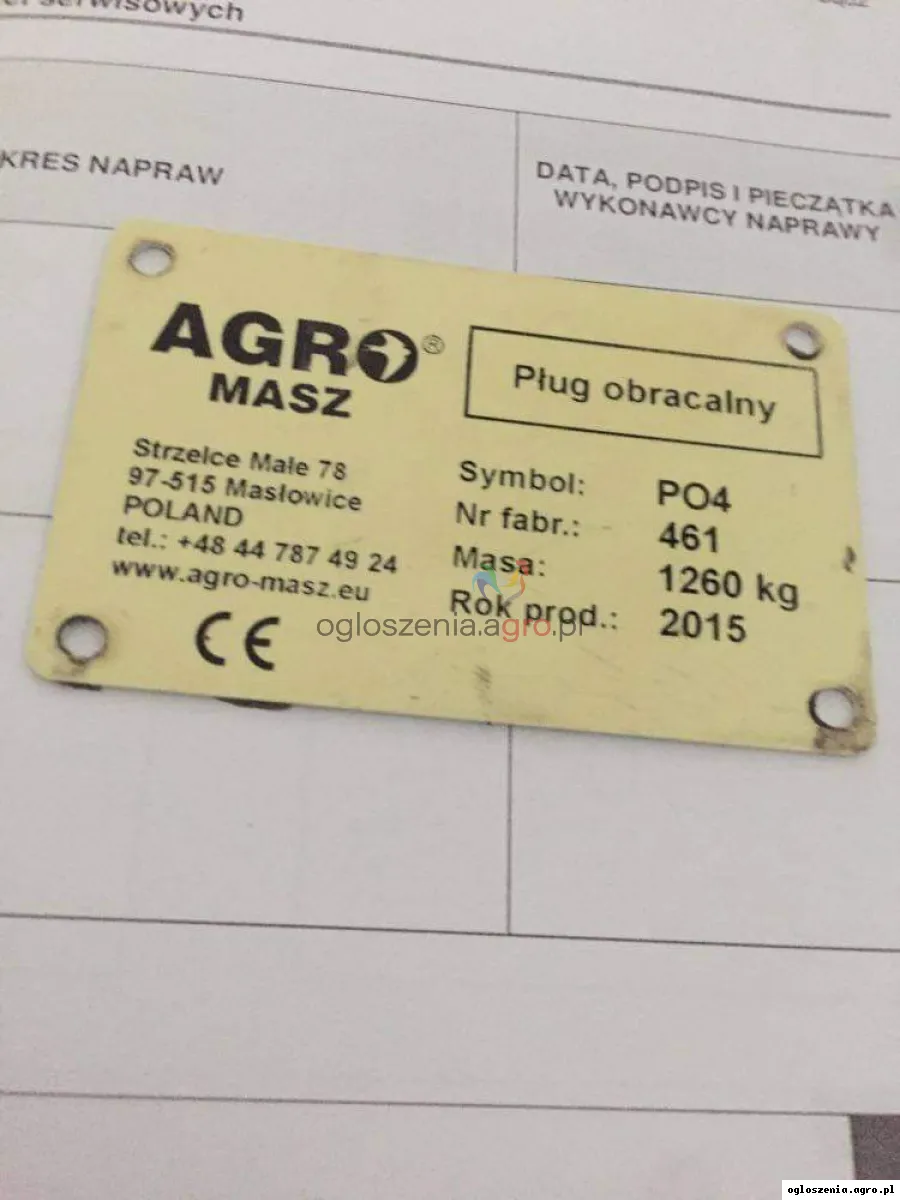 serwisowych
KRES NAPRAW
DATA, PODPIS I PIECZĄTKA
WYKONAWCY NAPRAWY
AGRO®
MASZ
Pług obracalny
Strzelce Małe 78
97-515 Masłowice
POLAND
tel.: +48 44 787 49 24
www.agro-masz.eu
CE
Symbol: PO4
Nr fabr.: 461
Masa: 1260 kg
Rok prod.: 2015
ogloszenia.agro.pl
ogloszenia.agro.pl